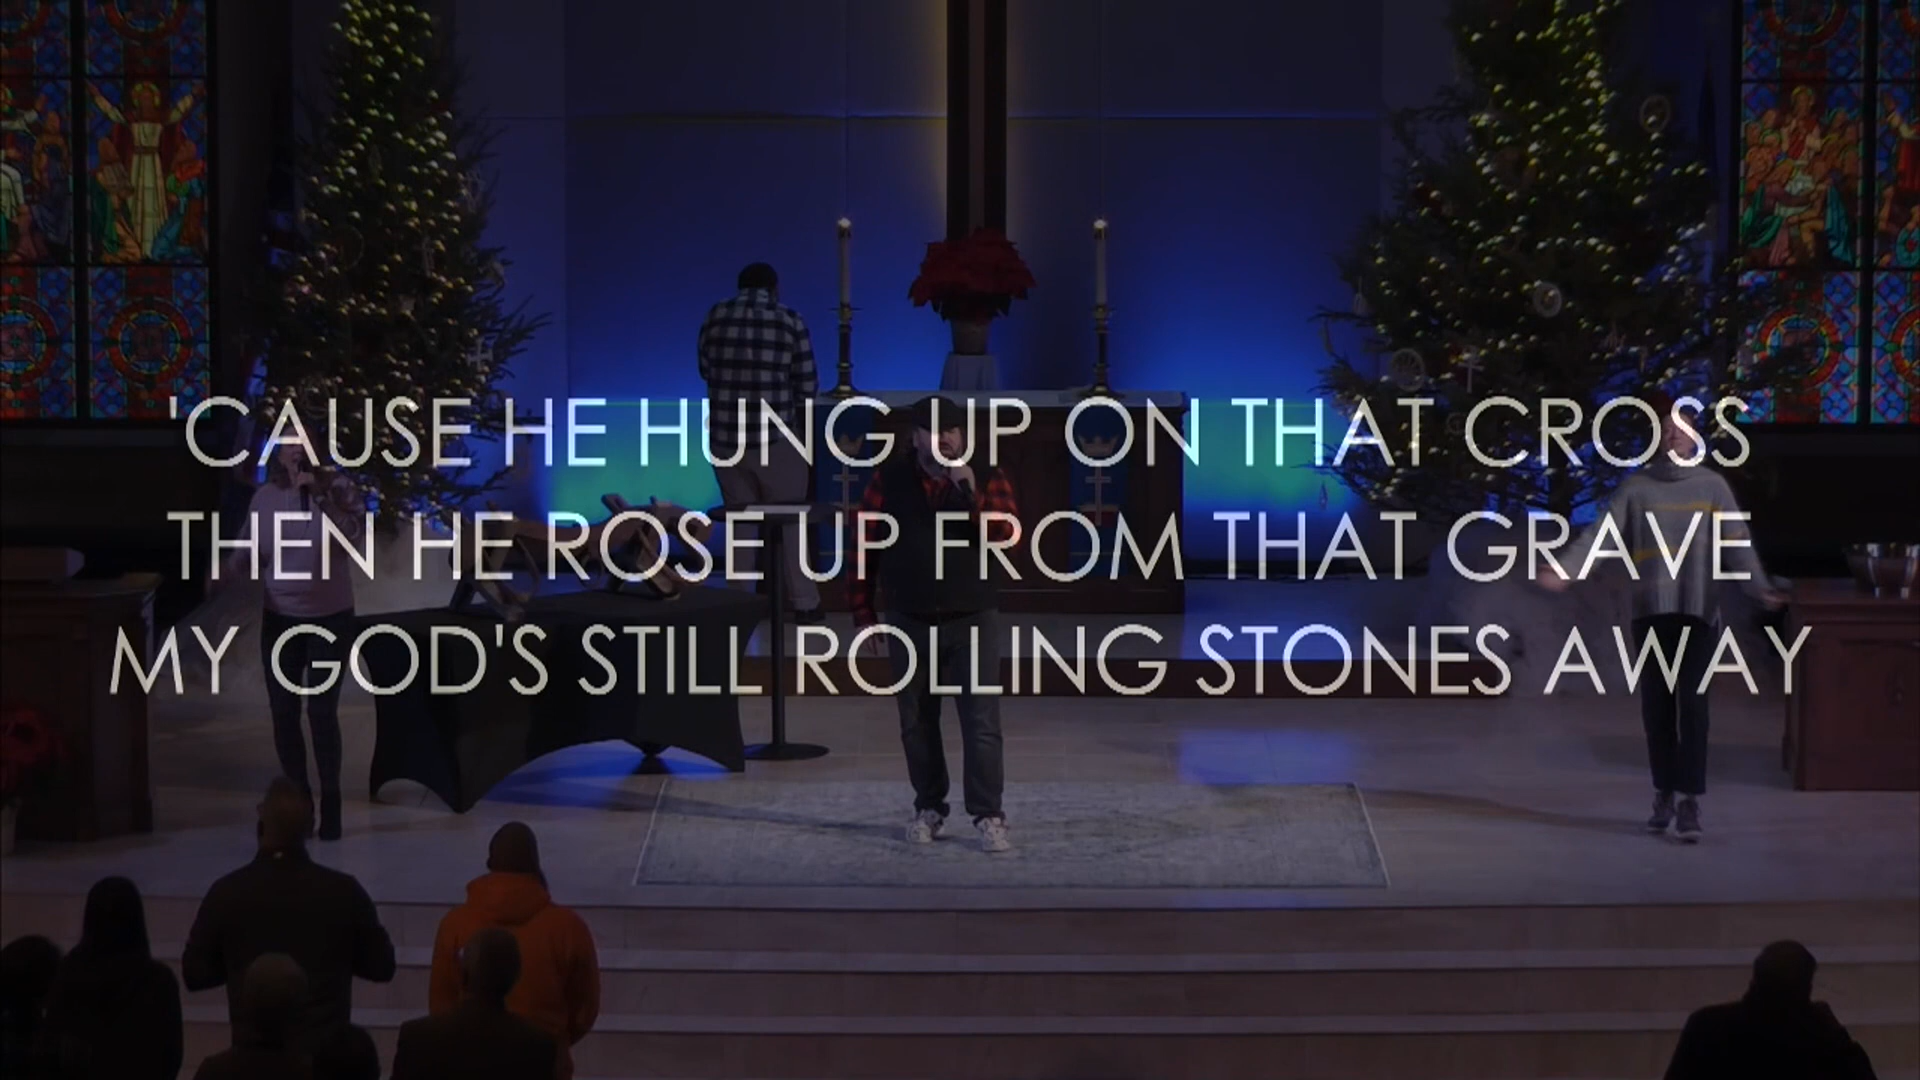 'CAUSE HE HUNG UP ON THAT CROSS
THEN HE ROSE UP FROM THAT GRAVE
MY GOD'S STILL ROLLING STONES AWAY